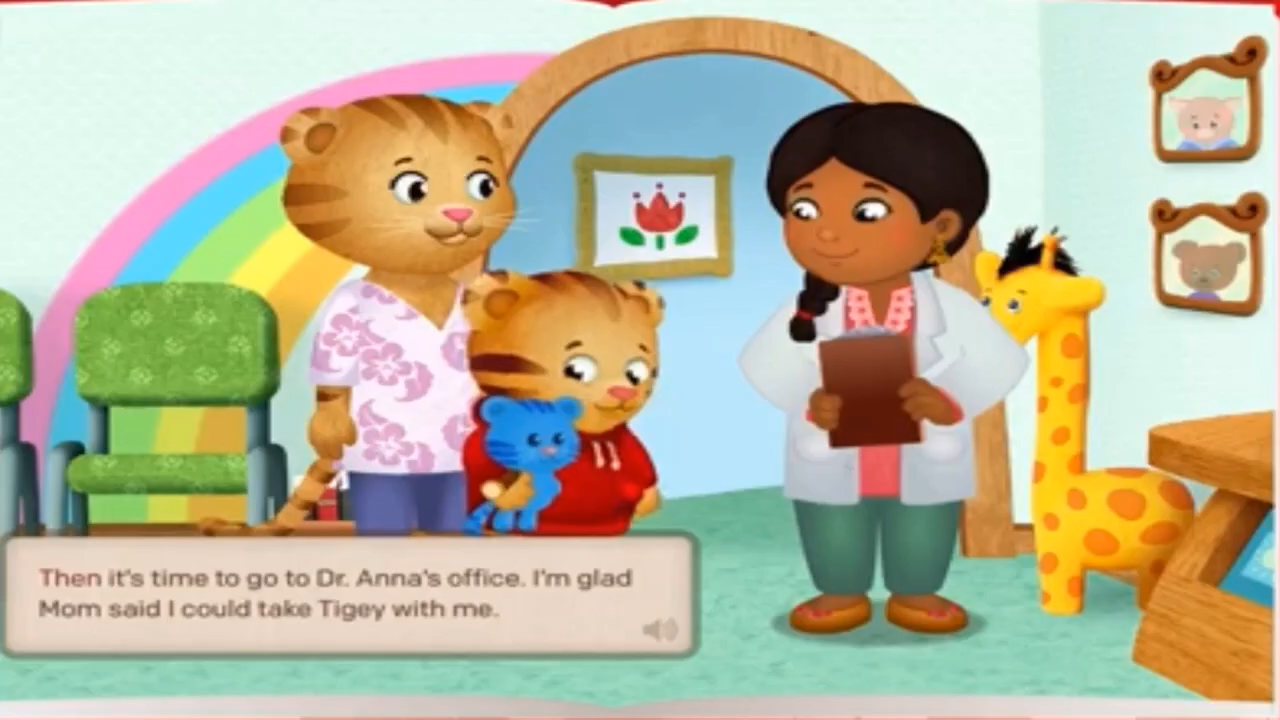 Then it's time to go to Dr. Anna's office. I'm glad
Mom said I could take Tigey with me.